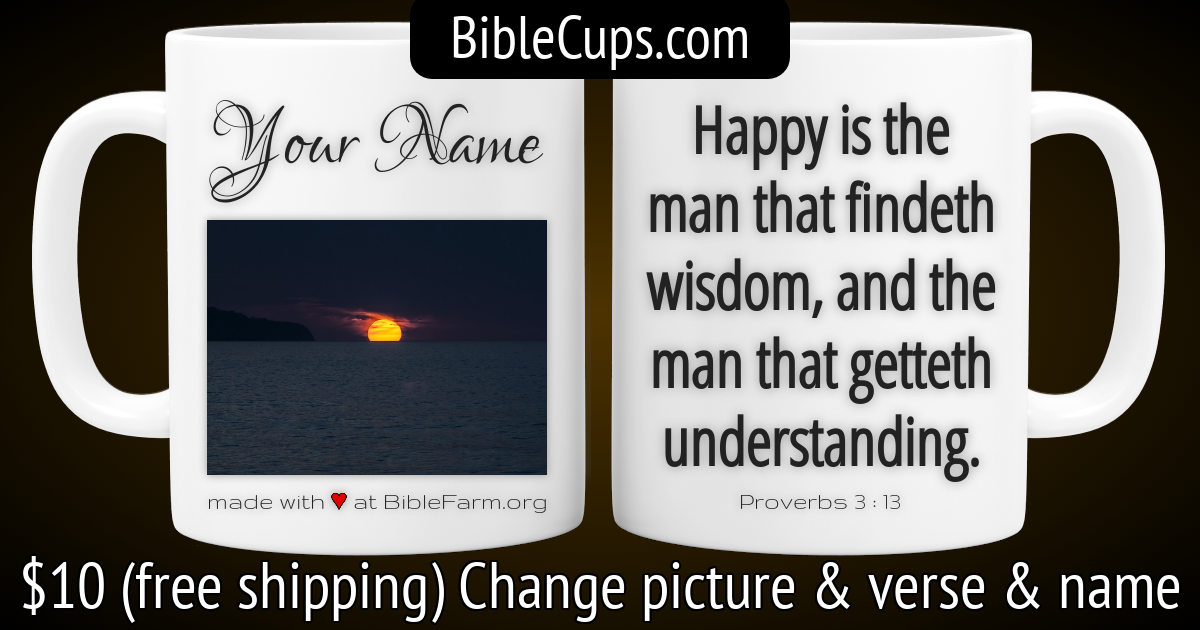 BibleCups.com
Your Name
made with ♥ at BibleFarm.org
Happy is the
man that findeth
wisdom, and the
man that getteth
understanding.
Proverbs 3 : 13
$10 (free shipping) Change picture & verse & name